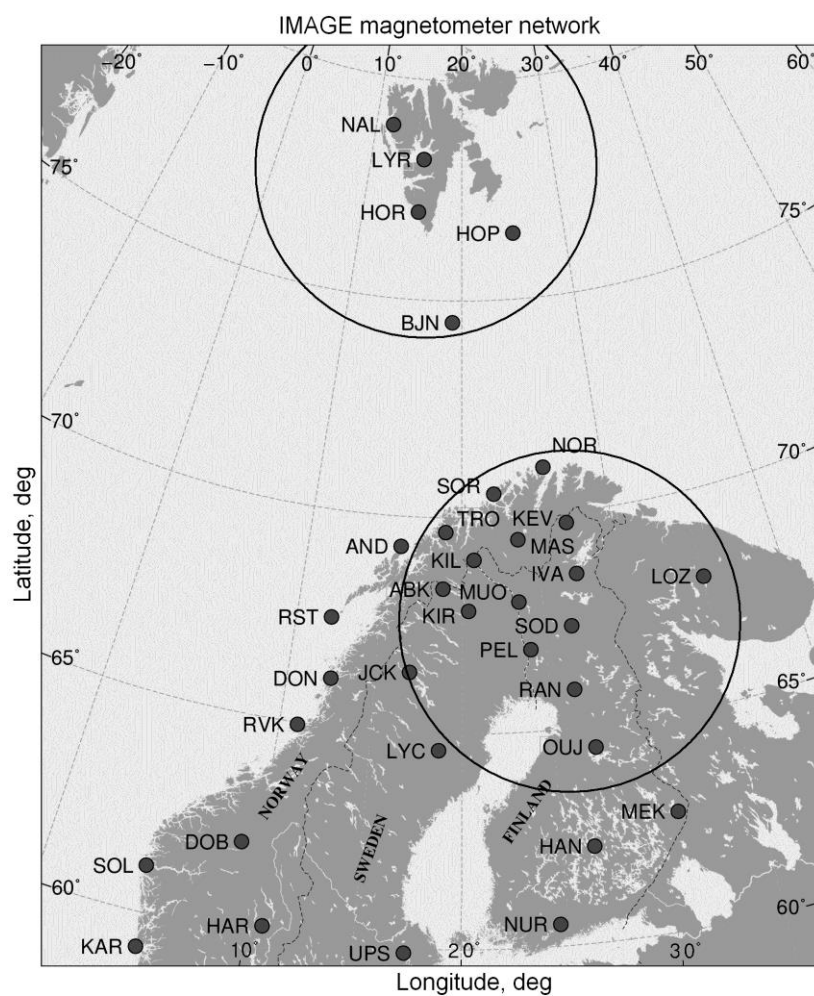 IMAGE magnetometer network
−20° −10° 0° 10° 20° 30° 40° 50° 60°
NAL
75°
LYR
75°
HOR
HOP
BJN
70°
70°
NOR
SOR
TRO KEV
AND MAS
KIL IVA LOZ
ABK MUO
RST KIR SOD
PEL
65°
DON JCK
65°
RAN
RVK
LYC OUJ
NORWAY
FINLAND
MEK
DOB HAN
SWEDEN
SOL
60°
60°
HAR NUR
KAR 10° UPS 20° 30°
Latitude, deg
Longitude, deg